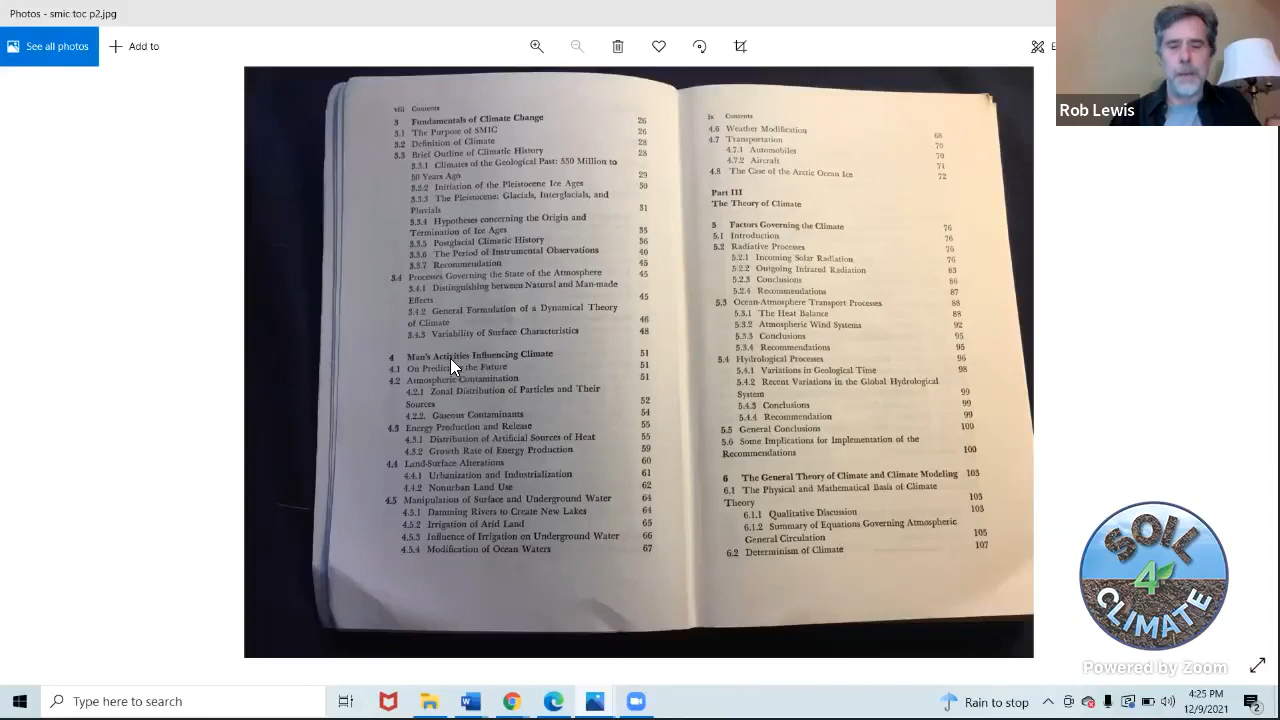 Photos - smic toc p2.jpg
See all photos
Add to
E
Rob Lewis
viii Contents
3 Fundamentals of Climate Change 26
3.1 The Purpose of SMIC 26
3.2 Definition of Climate 28
3.3 Brief Outline of Climatic History 28
3.3.1 Climates of the Geological Past: 550 Million to
50 Years Ago 29
3.3.2 Initiation of the Pleistocene Ice Ages 30
3.3.3 The Pleistocene: Glacials, Interglacials, and
Pluvials 31
3.3.4 Hypotheses concerning the Origin and
Termination of Ice Ages 35
3.3.5 Postglacial Climatic History 36
3.3.6 The Period of Instrumental Observations 40
3.3.7 Recommendation 45
3.4 Processes Governing the State of the Atmosphere 45
3.4.1 Distinguishing between Natural and Man-made
Effects 45
3.4.2 General Formulation of a Dynamical Theory
of Climate 46
3.4.3 Variability of Surface Characteristics 48
4 Man's Activities Influencing Climate 51
4.1 On Predicting the Future 51
4.2 Atmospheric Contamination 51
4.2.1 Zonal Distribution of Particles and Their
Sources 52
4.2.2. Gaseous Contaminants 54
4.3 Energy Production and Release 55
4.3.1 Distribution of Artificial Sources of Heat 55
4.3.2 Growth Rate of Energy Production 59
4.4 Land-Surface Alterations 60
4.4.1 Urbanization and Industrialization 61
4.4.2 Nonurban Land Use 62
4.5 Manipulation of Surface and Underground Water 64
4.5.1 Damming Rivers to Create New Lakes 64
4.5.2 Irrigation of Arid Land 65
4.5.3 Influence of Irrigation on Underground Water 66
4.5.4 Modification of Ocean Waters 67
ix Contents
4.6 Weather Modification 68
4.7 Transportation 70
4.7.1 Automobiles 70
4.7.2 Aircraft 71
4.8 The Case of the Arctic Ocean Ice 72
Part III
The Theory of Climate
5 Factors Governing the Climate 76
5.1 Introduction 76
5.2 Radiative Processes 76
5.2.1 Incoming Solar Radiation 76
5.2.2 Outgoing Infrared Radiation 83
5.2.3 Conclusions 86
5.2.4 Recommendations 87
5.3 Ocean-Atmosphere Transport Processes 88
5.3.1 The Heat Balance 88
5.3.2 Atmospheric Wind Systems 92
5.3.3 Conclusions 95
5.3.4 Recommendations 95
5.4 Hydrological Processes 96
5.4.1 Variations in Geological Time 98
5.4.2 Recent Variations in the Global Hydrological
System 99
5.4.3 Conclusions 99
5.4.4 Recommendation 99
5.5 General Conclusions 100
5.6 Some Implications for Implementation of the
Recommendations 100
6 The General Theory of Climate and Climate Modeling 103
6.1 The Physical and Mathematical Basis of Climate
Theory 103
6.1.1 Qualitative Discussion 103
6.1.2 Summary of Equations Governing Atmospheric
General Circulation 105
6.2 Determinism of Climate 107
SOIL
4
CLIMATE
Powered by Zoom
Type here to search
Rain to stop
4:25 PM
12/9/2021
2